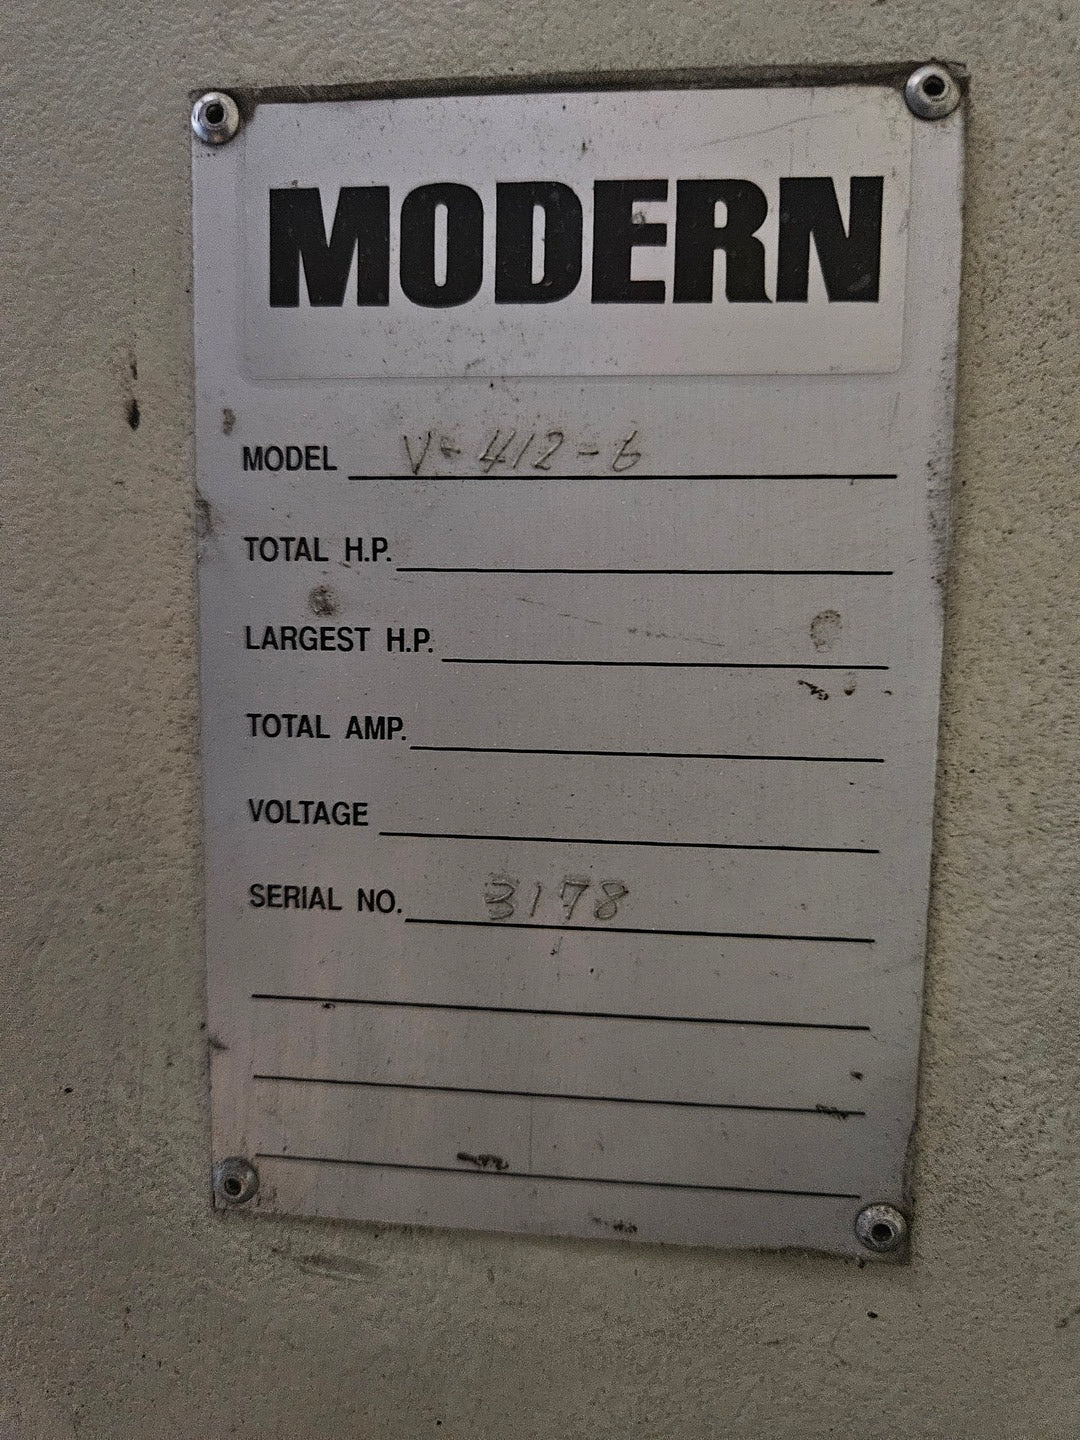 MODERN
MODEL V-412-6
TOTAL H.P.
LARGEST H.P.
TOTAL AMP.
VOLTAGE
SERIAL NO. 3178